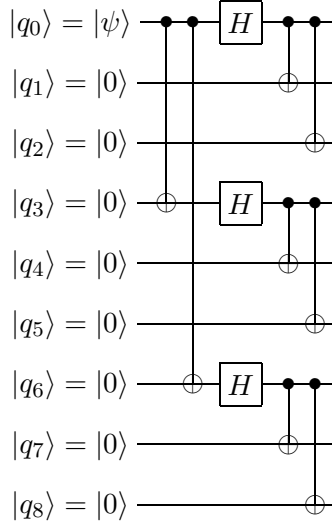 |q₀⟩ = |ψ⟩ H
|q₁⟩ = |0⟩
|q₂⟩ = |0⟩
|q₃⟩ = |0⟩ H
|q₄⟩ = |0⟩
|q₅⟩ = |0⟩
|q₆⟩ = |0⟩ H
|q₇⟩ = |0⟩
|q₈⟩ = |0⟩